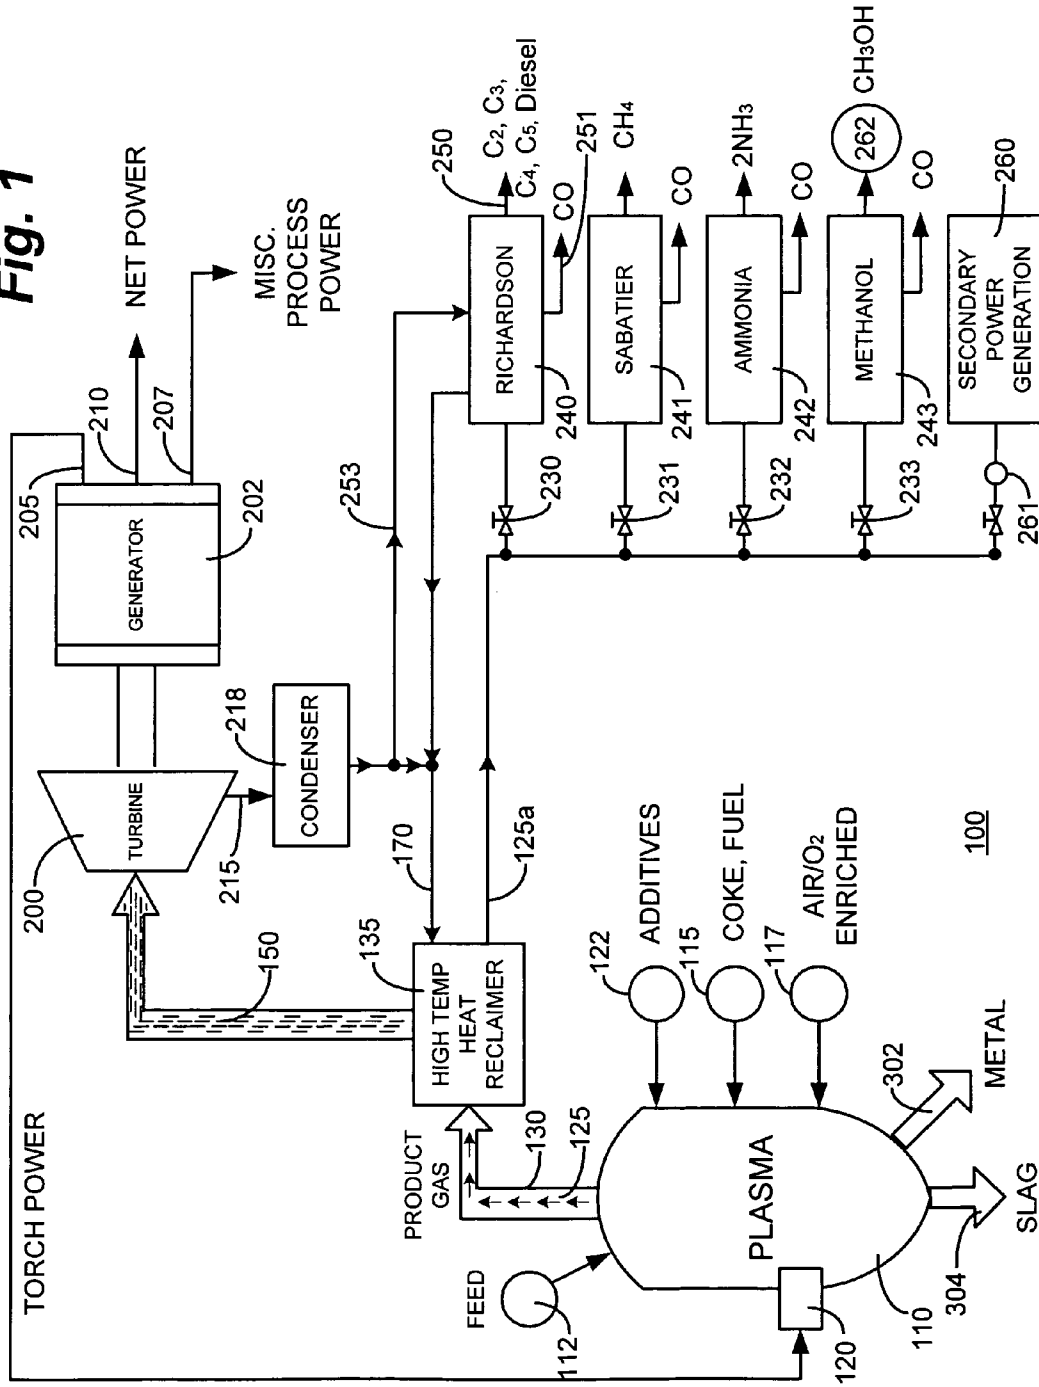 Fig. 1
TORCH POWER
205
210
NET POWER
207
MISC.
PROCESS
POWER
GENERATOR
202
200
TURBINE
215
218
CONDENSER
253
150
170
125a
135
HIGH TEMP
HEAT
RECLAIMER
PRODUCT
GAS
130
125
FEED
112
122
ADDITIVES
115
COKE, FUEL
117
AIR/O2
ENRICHED
PLASMA
120
110
304
SLAG
302
METAL
100
250
C2, C3,
C4, C5, Diesel
RICHARDSON
240
CO
251
230
SABATIER
241
CH4
CO
231
AMMONIA
242
2NH3
CO
232
METHANOL
243
262
CH3OH
CO
233
SECONDARY
POWER
GENERATION
260
261